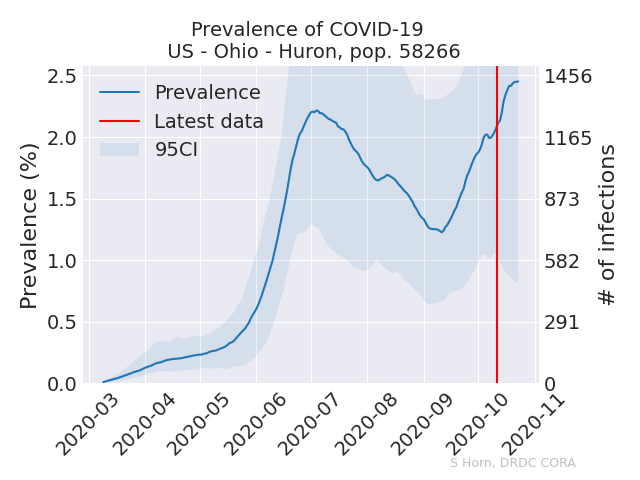 Prevalence of COVID-19
US - Ohio - Huron, pop. 58266
Prevalence
Latest data
95CI
Prevalence (%)
2.5
2.0
1.5
1.0
0.5
0.0
1456
1165
873
582
291
0
# of infections
2020-03
2020-04
2020-05
2020-06
2020-07
2020-08
2020-09
2020-10
2020-11
S Horn, DRDC CORA